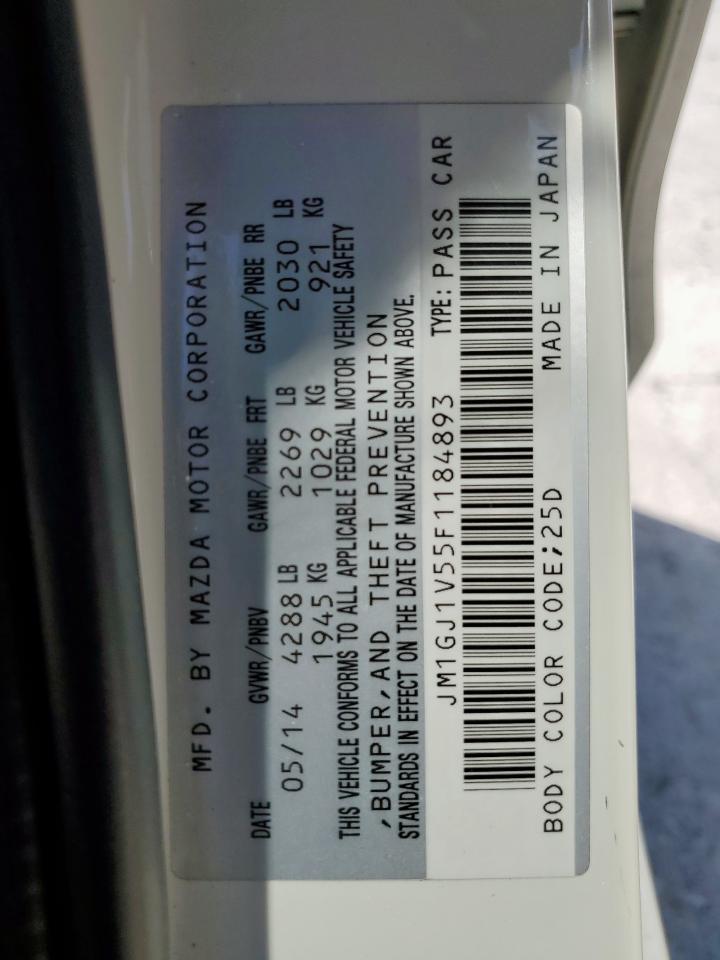 MFD. BY MAZDA MOTOR CORPORATION
DATE GVWR/PNBV GAWR/PNBE FRT GAWR/PNBE RR
05/14 4288 LB 2269 LB 2030 LB
1945 KG 1029 KG 921 KG
THIS VEHICLE CONFORMS TO ALL APPLICABLE FEDERAL MOTOR VEHICLE SAFETY
,BUMPER,AND THEFT PREVENTION
STANDARDS IN EFFECT ON THE DATE OF MANUFACTURE SHOWN ABOVE.
JM1GJ1V55F1184893 TYPE: PASS CAR
BODY COLOR CODE;25D MADE IN JAPAN